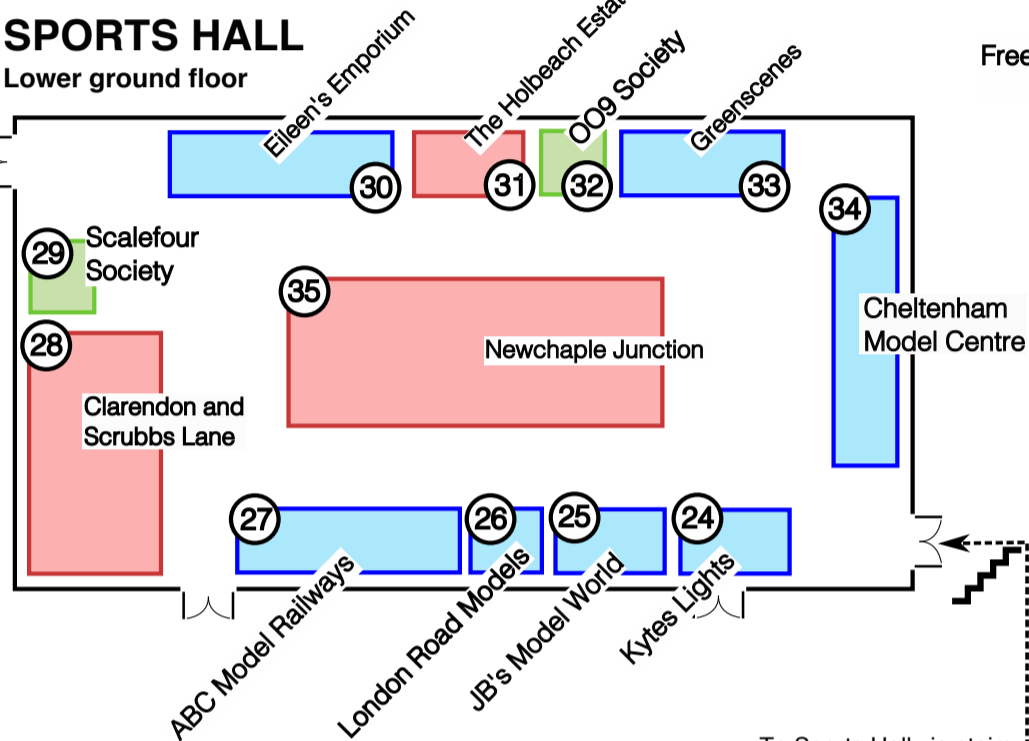 SPORTS HALL
Lower ground floor
Free
Eileen's Emporium
The Holbeach
OO9 Society
Greenscenes
30
31
32
33
34
29
Scalefour
Society
28
35
Cheltenham
Model Centre
Newchaple Junction
Clarendon and
Scrubbs Lane
27
26
25
24
ABC Model Railways
London Road Models
JB's Model World
Kytes Lights